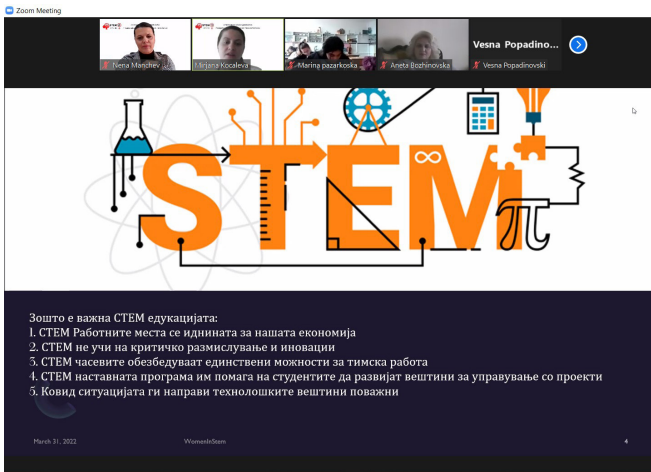 Zoom Meeting
Nena Manchev
Mirjana Kocaleva
Marina pazarkoska
Aneta Bozhinovska
Vesna Popadino...
Vesna Popadinovski
STEM
π
Зошто е важна СТЕМ едукацијата:
1. СТЕМ Работните места се иднината за нашата економија
2. СТЕМ не учи на критичко размислување и иновации
3. СТЕМ часевите обезбедуваат единствени можности за тимска работа
4. СТЕМ наставната програма им помага на студентите да развијат вештини за управување со проекти
5. Ковид ситуацијата ги направи технолошките вештини поважни
March 31, 2022
WomenInStem
4